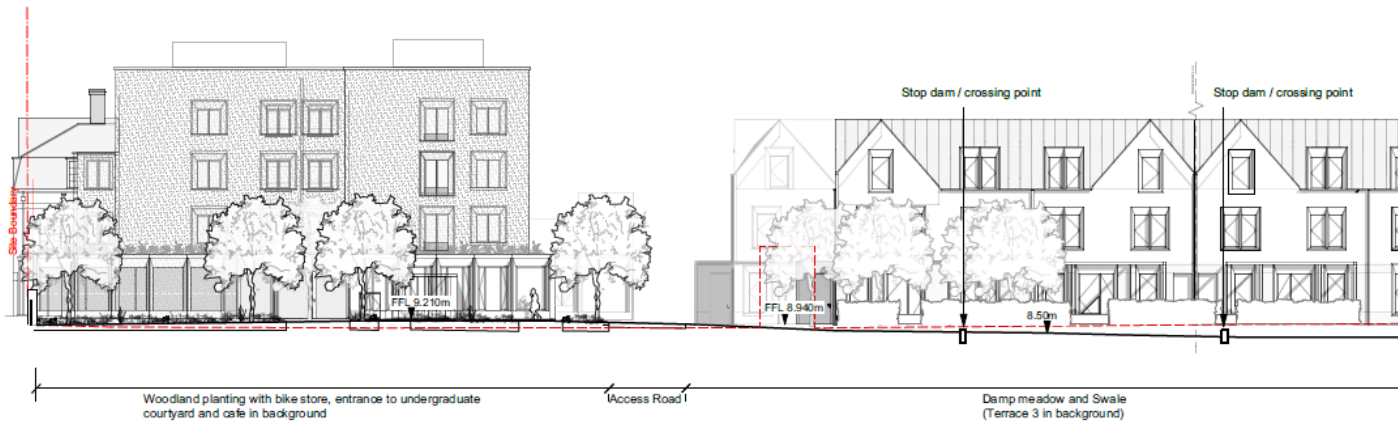 Stop dam / crossing point
Stop dam / crossing point
Site Boundary
FFL 9.210m
FFL 8.940m
8.50m
Woodland planting with bike store, entrance to undergraduate
courtyard and cafe in background
Access Road
Damp meadow and Swale
(Terrace 3 in background)